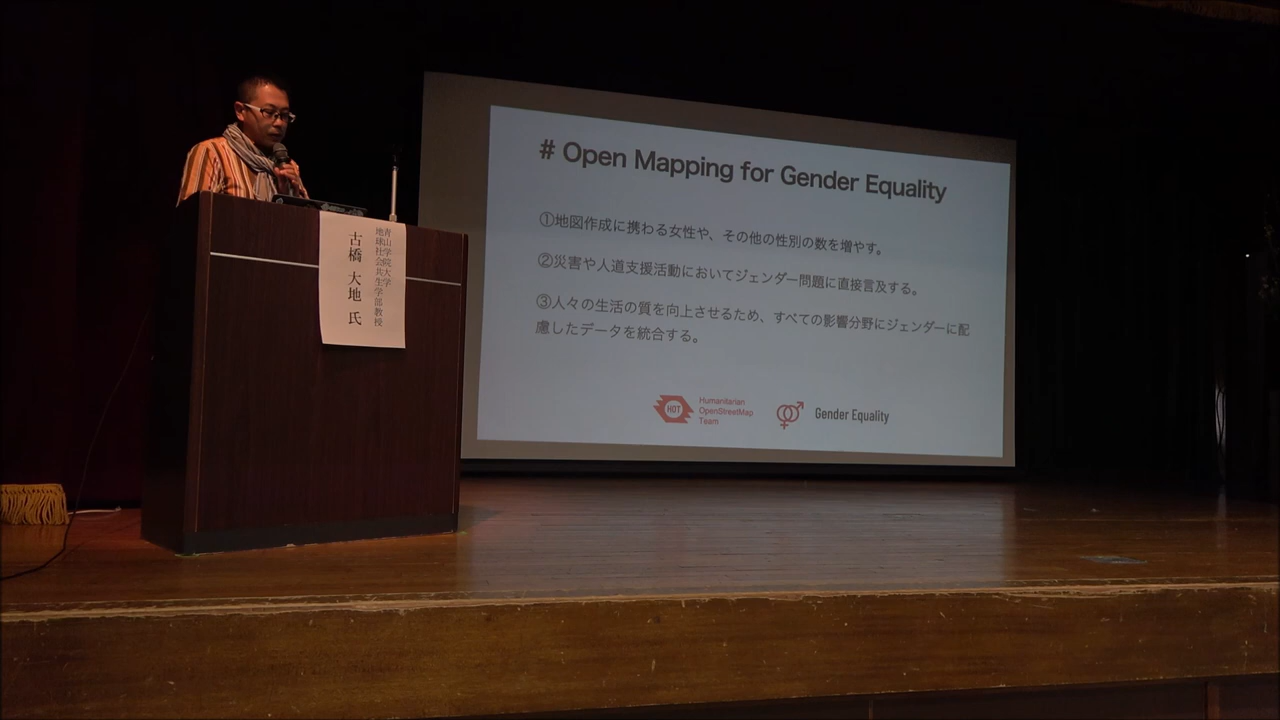 # Open Mapping for Gender Equality
①地図作成に携わる女性や、その他の性別の数を増やす。
②災害や人道支援活動においてジェンダー問題に直接言及する。
③人々の生活の質を向上させるため、すべての影響分野にジェンダーに配
慮したデータを統合する。
HOT
Humanitarian
OpenStreetMap
Team
Gender Equality
青山学院大学
地球社会共生学部教授
古橋 大地 氏